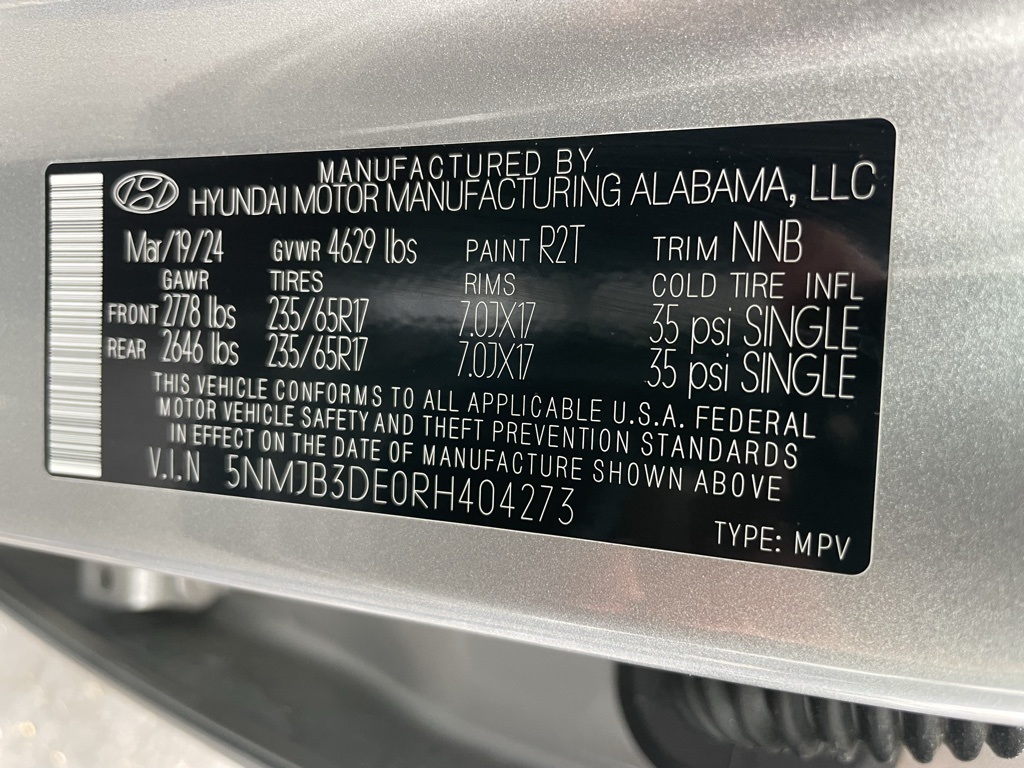 MANUFACTURED BY
HYUNDAI MOTOR MANUFACTURING ALABAMA, LLC
Mar/19/24 GVWR 4629 lbs PAINT R2T TRIM NNB
GAWR TIRES RIMS COLD TIRE INFL
FRONT 2778 lbs 235/65R17 7.0JX17 35 psi SINGLE
REAR 2646 lbs 235/65R17 7.0JX17 35 psi SINGLE
THIS VEHICLE CONFORMS TO ALL APPLICABLE U.S.A. FEDERAL
MOTOR VEHICLE SAFETY AND THEFT PREVENTION STANDARDS
IN EFFECT ON THE DATE OF MANUFACTURE SHOWN ABOVE
V.I.N 5NMJB3DE0RH404273
TYPE: MPV